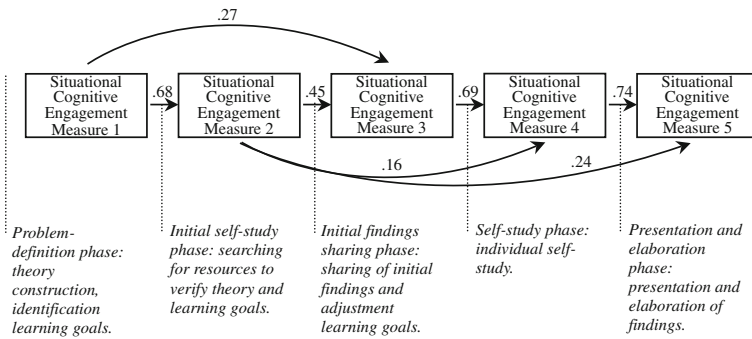 .27
Situational
Cognitive
Engagement
Measure 1
.68
Situational
Cognitive
Engagement
Measure 2
.45
Situational
Cognitive
Engagement
Measure 3
.69
Situational
Cognitive
Engagement
Measure 4
.74
Situational
Cognitive
Engagement
Measure 5
.16
.24
Problem-
definition phase:
theory
construction,
identification
learning goals.
Initial self-study
phase: searching
for resources to
verify theory and
learning goals.
Initial findings
sharing phase:
sharing of initial
findings and
adjustment
learning goals.
Self-study phase:
individual self-
study.
Presentation and
elaboration
phase:
presentation and
elaboration of
findings.